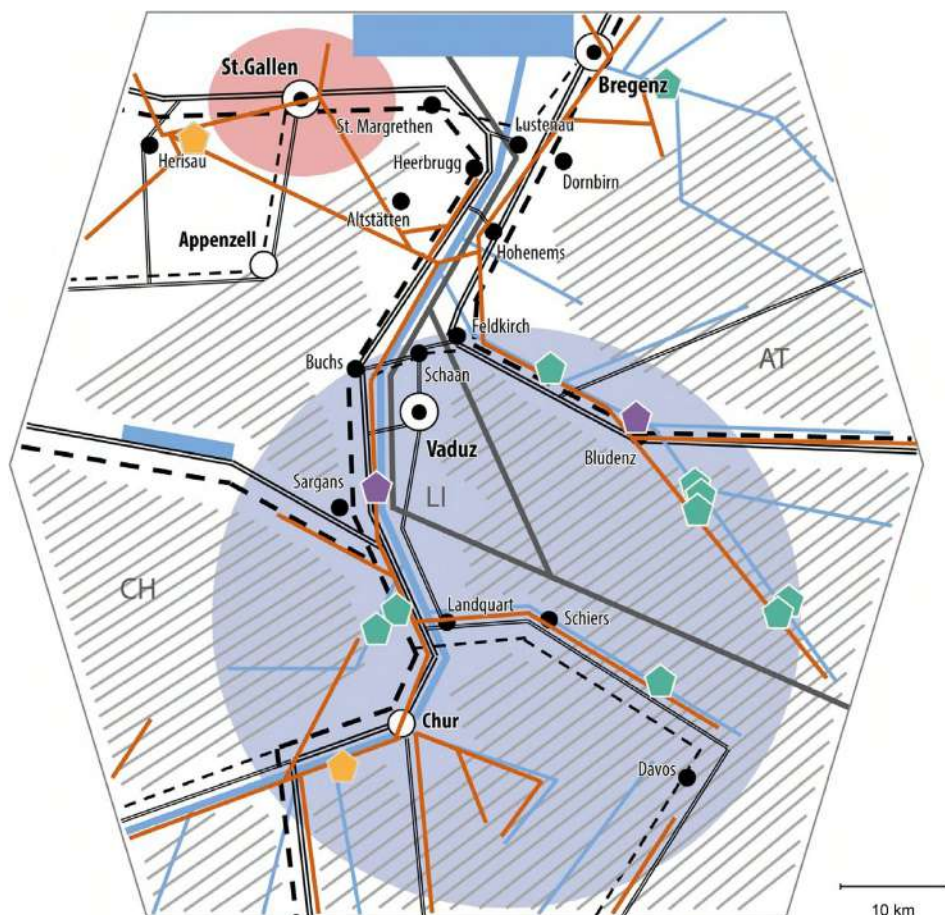 St.Gallen
Bregenz
St. Margrethen
Lustenau
Herisau
Heerbrugg
Dornbirn
Altstätten
Appenzell
Hohenems
Feldkirch
Buchs
Schaan
AT
Vaduz
Bludenz
Sargans
LI
CH
Landquart
Schiers
Chur
Davos
10 km